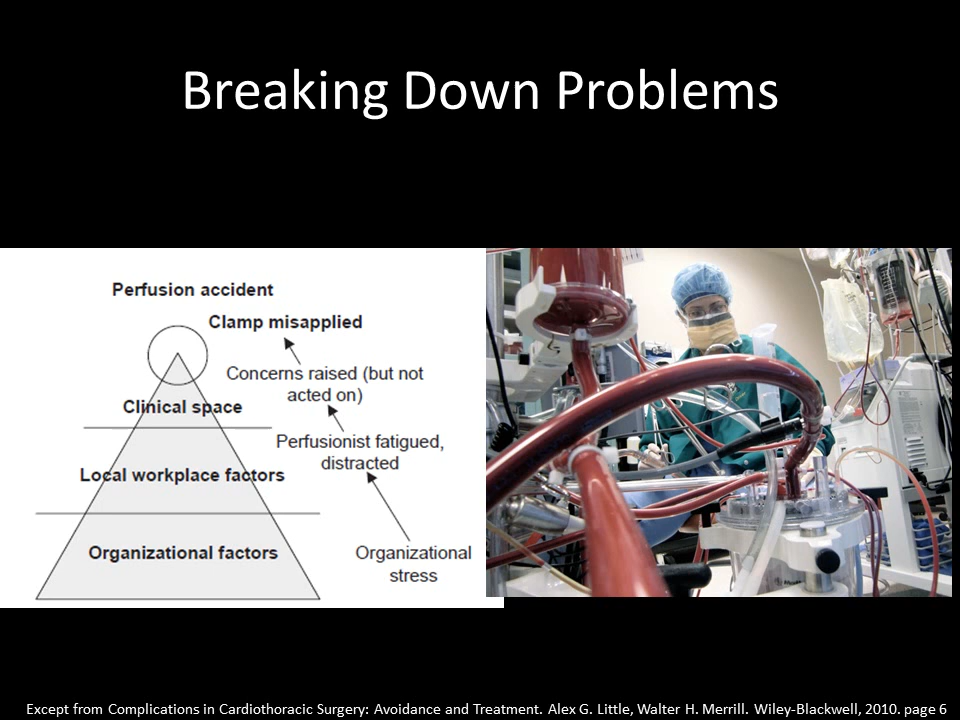 Breaking Down Problems
Perfusion accident
Clamp misapplied
Concerns raised (but not
acted on)
Clinical space
Perfusionist fatigued,
distracted
Local workplace factors
Organizational factors
Organizational
stress
Except from Complications in Cardiothoracic Surgery: Avoidance and Treatment. Alex G. Little, Walter H. Merrill. Wiley-Blackwell, 2010. page 6